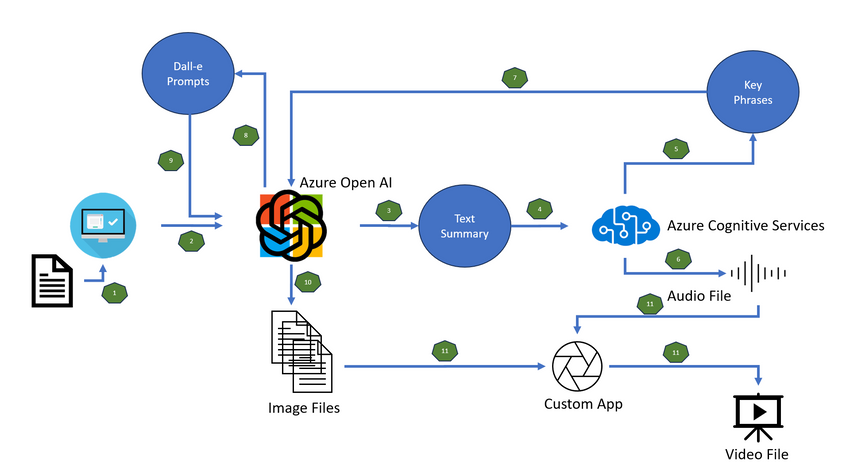 Dall-e
Prompts
7
Key
Phrases
8
9
5
Azure Open AI
3
Text
Summary
4
Azure Cognitive Services
2
6
1
10
Audio File
11
11
11
Image Files
Custom App
Video File